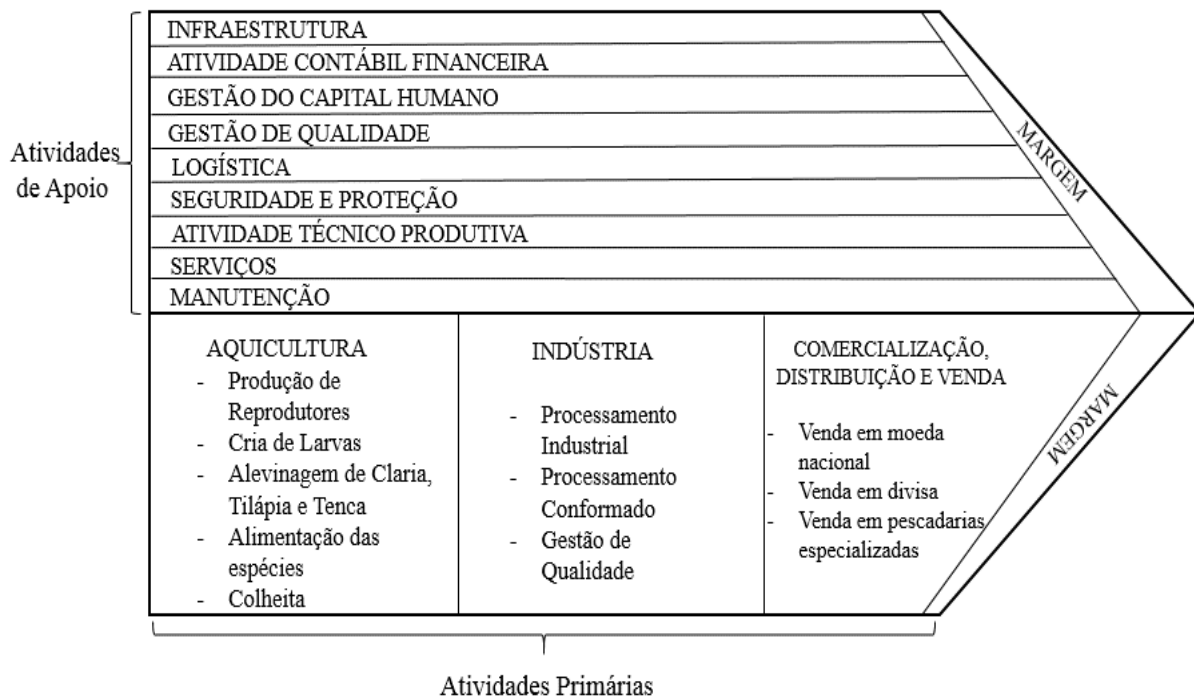 INFRAESTRUTURA
ATIVIDADE CONTÁBIL FINANCEIRA
GESTÃO DO CAPITAL HUMANO
GESTÃO DE QUALIDADE
LOGÍSTICA
SEGURIDADE E PROTEÇÃO
ATIVIDADE TÉCNICO PRODUTIVA
SERVIÇOS
MANUTENÇÃO
Atividades
de Apoio
MARGEM
AQUICULTURA
- Produção de
Reprodutores
- Cria de Larvas
- Alevinagem de Claria,
Tilápia e Tenca
- Alimentação das
espécies
- Colheita
INDÚSTRIA
- Processamento
Industrial
- Processamento
Conformado
- Gestão de
Qualidade
COMERCIALIZAÇÃO,
DISTRIBUIÇÃO E VENDA
- Venda em moeda
nacional
- Venda em divisa
- Venda em pescadarias
especializadas
MARGEM
Atividades Primárias